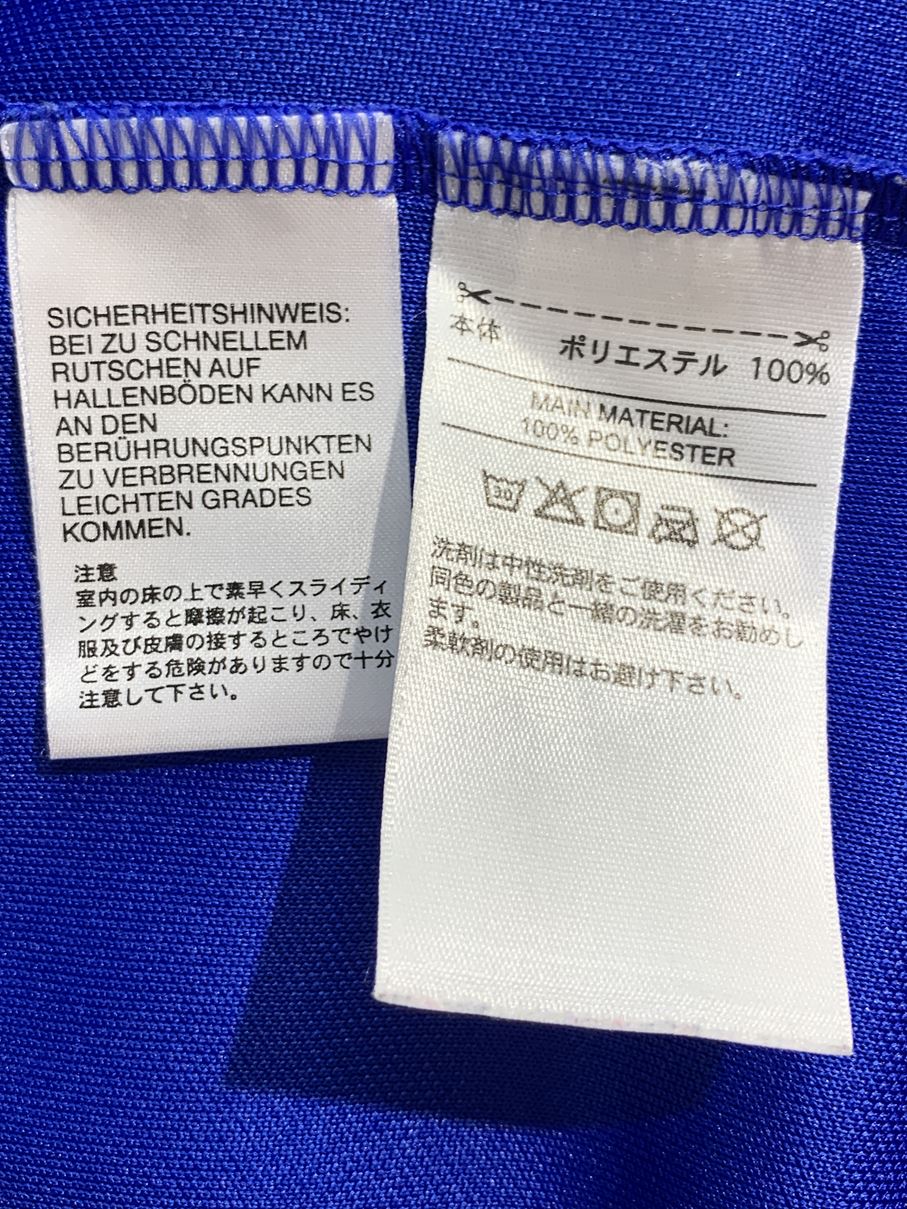 SICHERHEITSHINWEIS:
BEI ZU SCHNELLEM
RUTSCHEN AUF
HALLENBÖDEN KANN ES
AN DEN
BERÜHRUNGSPUNKTEN
ZU VERBRENNUNGEN
LEICHTEN GRADES
KOMMEN.
注意
室内の床の上で素早くスライディ
ングすると摩擦が起こり、床、衣
服及び皮膚の接するところでやけ
どをする危険がありますので十分
注意して下さい。
本体 ポリエステル 100%
MAIN MATERIAL:
100% POLYESTER
30
洗剤は中性洗剤をご使用ください。
同色の製品と一緒の洗濯をお勧めし
ます。
柔軟剤の使用はお避け下さい。